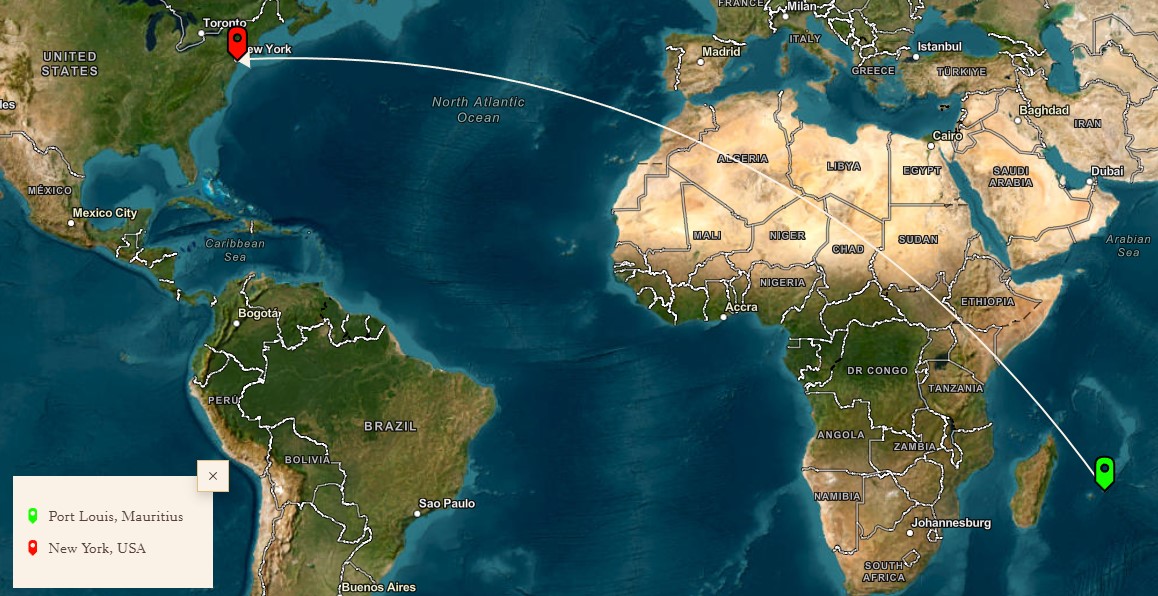 FRANCE
Milan
Toronto
New York
UNITED
STATES
ITALY
Madrid
Istanbul
GREECE
TÜRKIYE
les
North Atlantic
Ocean
Baghdad
IRAN
Cairo
ALGERIA
LIBYA
EGYPT
SAUDI
ARABIA
Dubai
MÉXICO
Mexico City
MALI
NIGER
CHAD
SUDAN
Caribbean
Sea
Arabian
Sea
NIGERIA
ETHIOPIA
Bogotá
Accra
DR CONGO
TANZANIA
PERÚ
BRAZIL
ANGOLA
ZAMBIA
BOLIVIA
NAMIBIA
Sao Paulo
Johannesburg
SOUTH
AFRICA
Buenos Aires
Port Louis, Mauritius
New York, USA